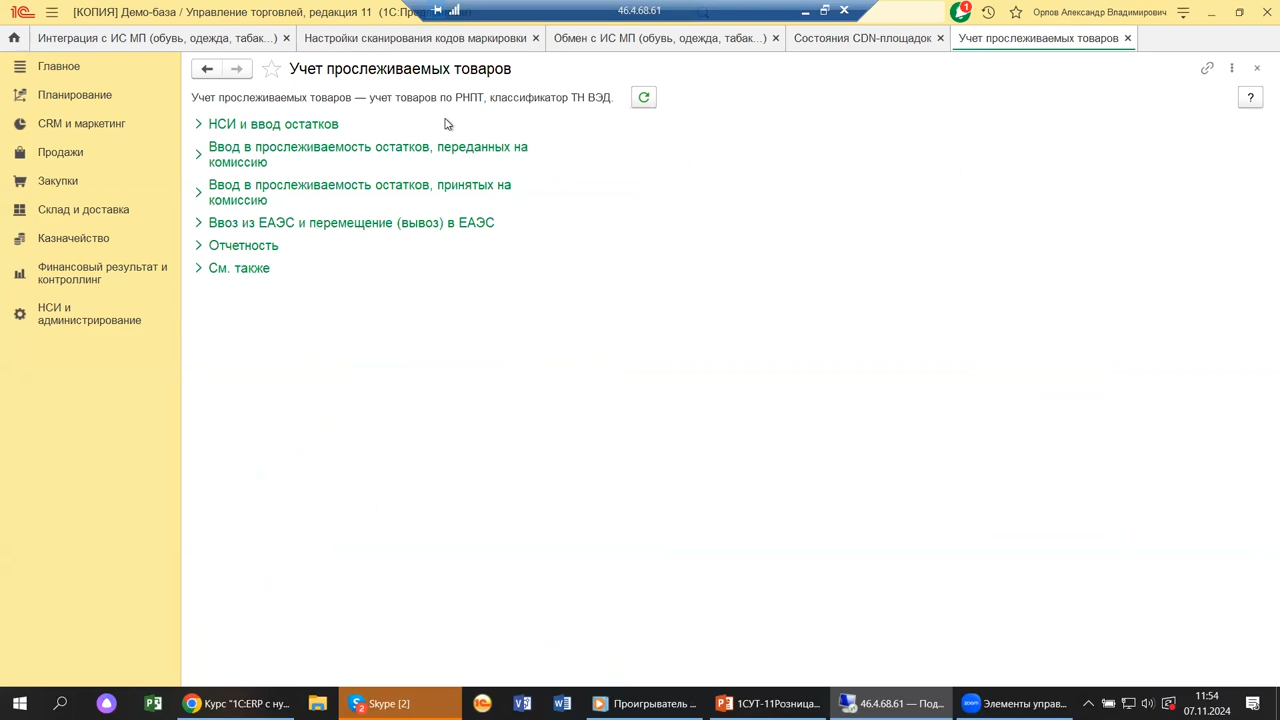 [КОПИЯ] Демо-база / Управление торговлей, редакция 11 (1С:Пред
46.4.68.61
1
Орлов Александр Владимирович
Интеграция с ИС МП (обувь, одежда, табак...)
Настройки сканирования кодов маркировки
Обмен с ИС МП (обувь, одежда, табак...)
Состояния CDN-площадок
Учет прослеживаемых товаров
Главное
Планирование
CRM и маркетинг
Продажи
Закупки
Склад и доставка
Казначейство
Финансовый результат и
контроллинг
НСИ и
администрирование
Учет прослеживаемых товаров
Учет прослеживаемых товаров — учет товаров по РНПТ, классификатор ТН ВЭД.
?
НСИ и ввод остатков
Ввод в прослеживаемость остатков, переданных на
комиссию
Ввод в прослеживаемость остатков, принятых на
комиссию
Ввоз из ЕАЭС и перемещение (вывоз) в ЕАЭС
Отчетность
См. также
Курс "1С:ERP с ну...
Skype [2]
Проигрыватель ...
1СУТ-11Розница...
46.4.68.61 — Под...
Элементы управ...
11:54
07.11.2024